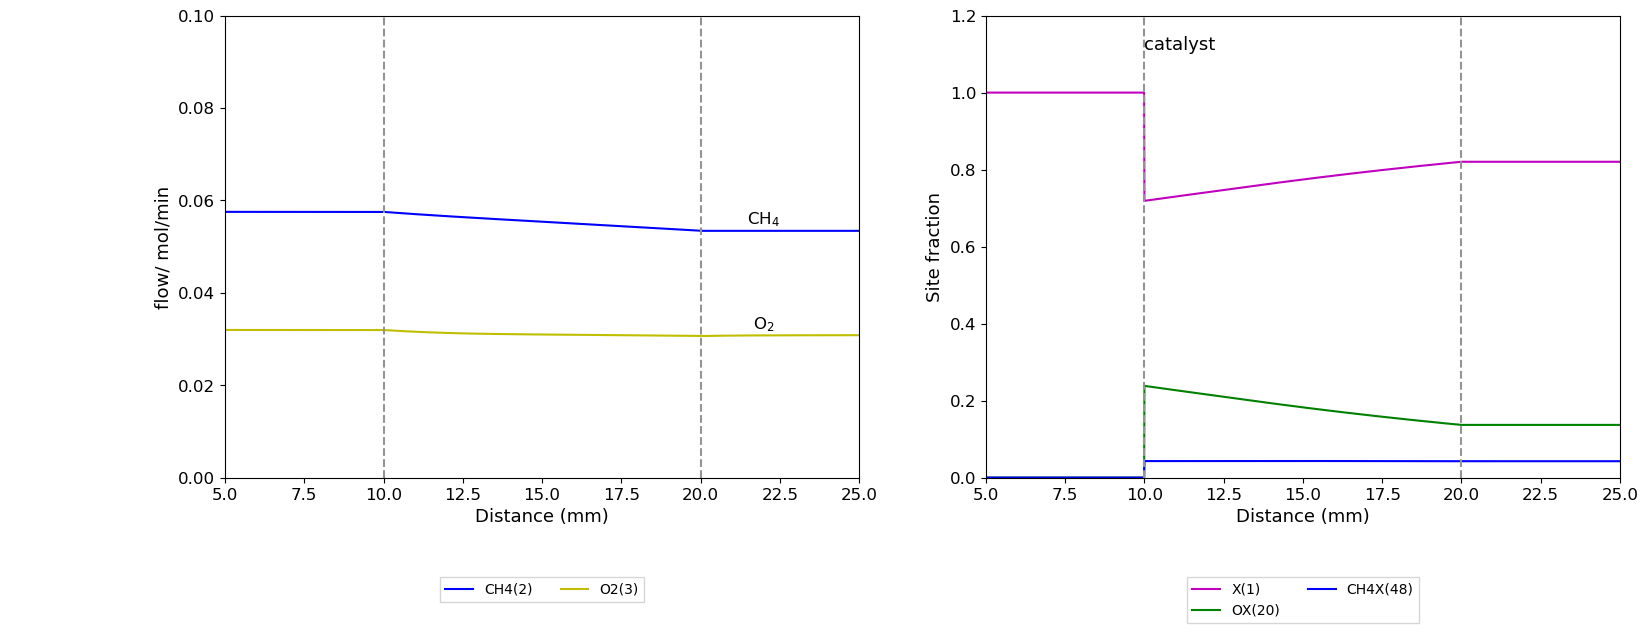 0.10
0.08
0.06
0.04
0.02
0.00
flow/ mol/min
CH₄
O₂
5.0 7.5 10.0 12.5 15.0 17.5 20.0 22.5 25.0
Distance (mm)
CH4(2) O2(3)
1.2
1.0
0.8
0.6
0.4
0.2
0.0
Site fraction
catalyst
5.0 7.5 10.0 12.5 15.0 17.5 20.0 22.5 25.0
Distance (mm)
X(1) CH4X(48)
OX(20)